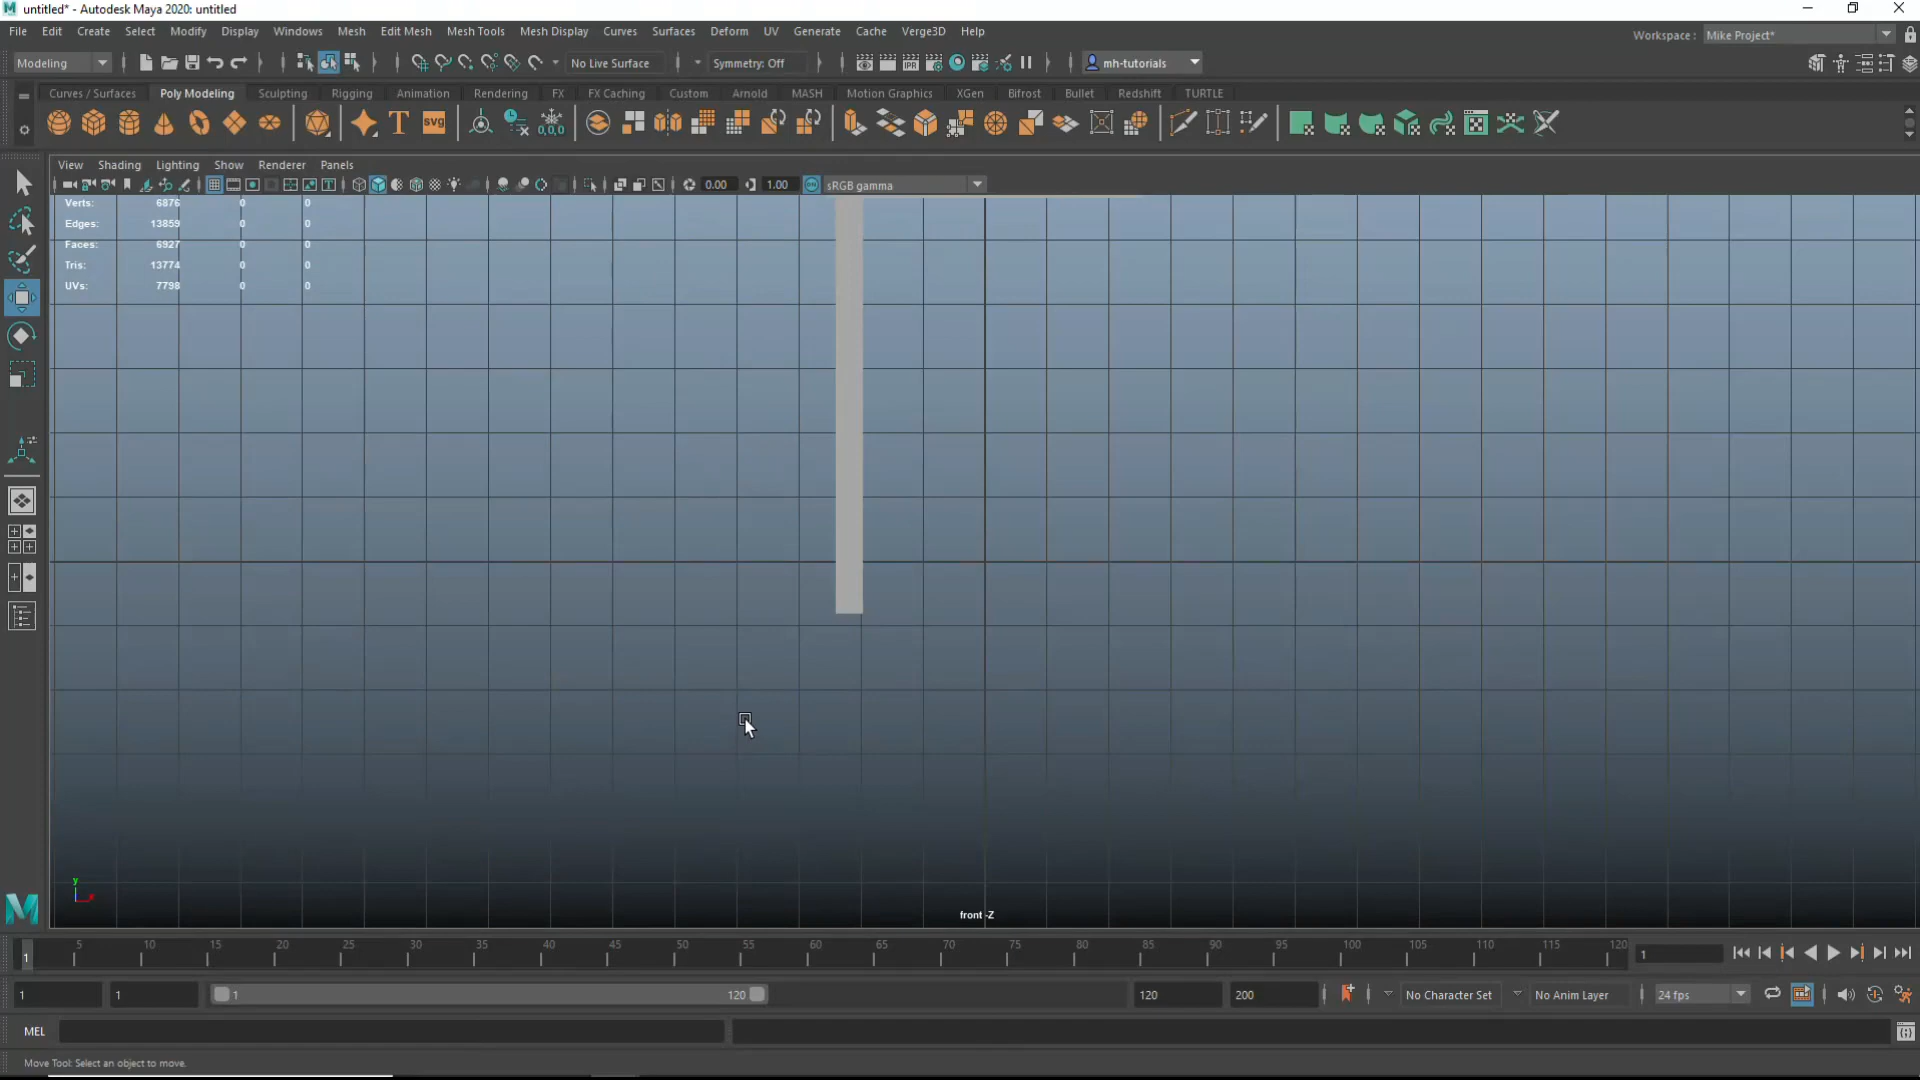 untitled* - Autodesk Maya 2020: untitled
File Edit Create Select Modify Display Windows Mesh Edit Mesh Mesh Tools Mesh Display Curves Surfaces Deform UV Generate Cache Arnold Verge3D Help
Workspace : Mike Project*
Modeling No Live Surface Symmetry: Off mh-tutorials
Curves / Surfaces Poly Modeling Sculpting Rigging Animation Rendering FX FX Caching Custom Arnold MASH Motion Graphics XGen Bifrost Bullet Redshift TURTLE
T svg 0,0,0
View Shading Lighting Show Renderer Panels
0.00 1.00 sRGB gamma
Verts: 6876 0 0
Edges: 13859 0 0
Faces: 6927 0 0
Tris: 13774 0 0
UVs: 7798 0 0
y
x
front -Z
1 5 10 15 20 25 30 35 40 45 50 55 60 65 70 75 80 85 90 95 100 105 110 115 120 1
1 1 1 120 120 200 No Character Set No Anim Layer 24 fps
MEL
Move Tool: Select an object to move.